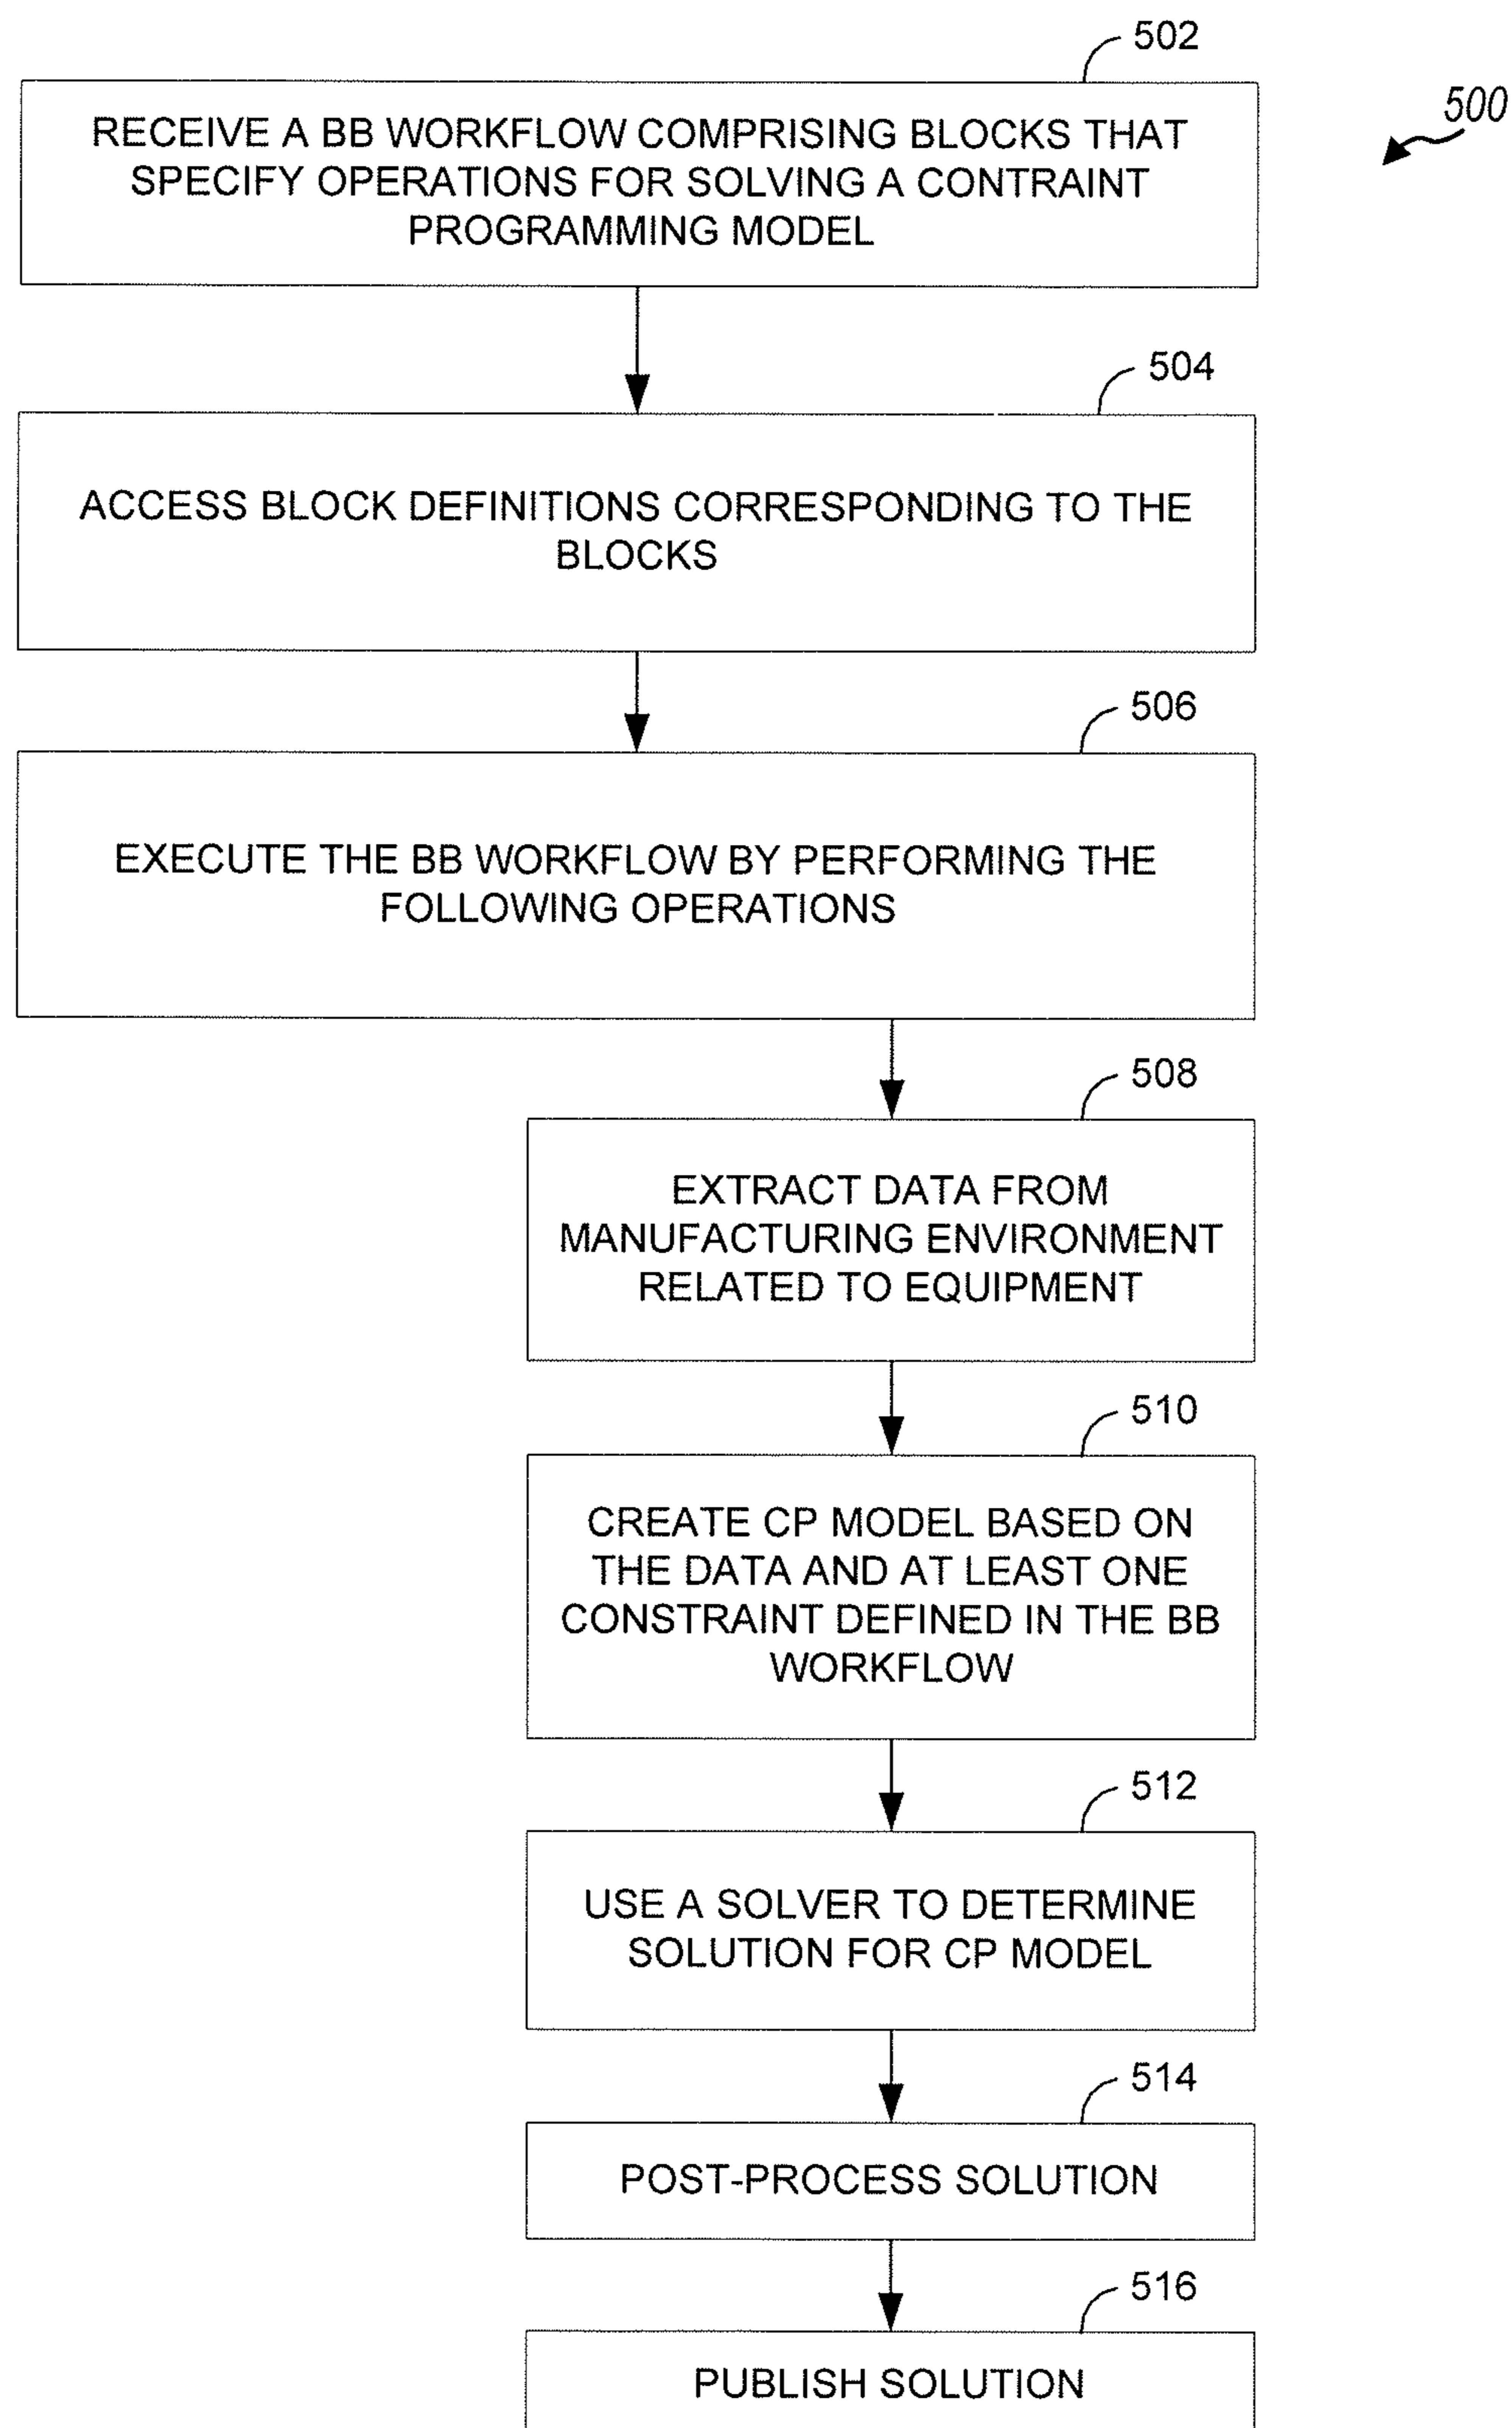 502
500
RECEIVE A BB WORKFLOW COMPRISING BLOCKS THAT
SPECIFY OPERATIONS FOR SOLVING A CONTRAINT
PROGRAMMING MODEL
504
ACCESS BLOCK DEFINITIONS CORRESPONDING TO THE
BLOCKS
506
EXECUTE THE BB WORKFLOW BY PERFORMING THE
FOLLOWING OPERATIONS
508
EXTRACT DATA FROM
MANUFACTURING ENVIRONMENT
RELATED TO EQUIPMENT
510
CREATE CP MODEL BASED ON
THE DATA AND AT LEAST ONE
CONSTRAINT DEFINED IN THE BB
WORKFLOW
512
USE A SOLVER TO DETERMINE
SOLUTION FOR CP MODEL
514
POST-PROCESS SOLUTION
516
PUBLISH SOLUTION